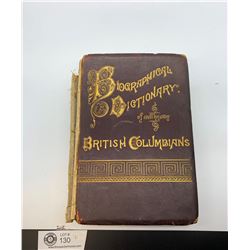 Biographical
Dictionary
of well known
British Columbians
LOT #
130